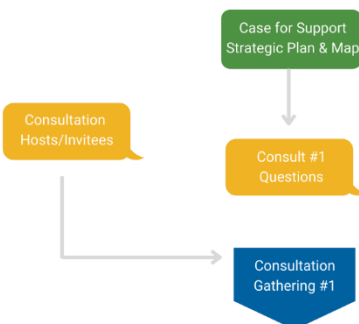 Case for Support
Strategic Plan & Map
Consultation
Hosts/Invitees
Consult #1
Questions
Consultation
Gathering #1